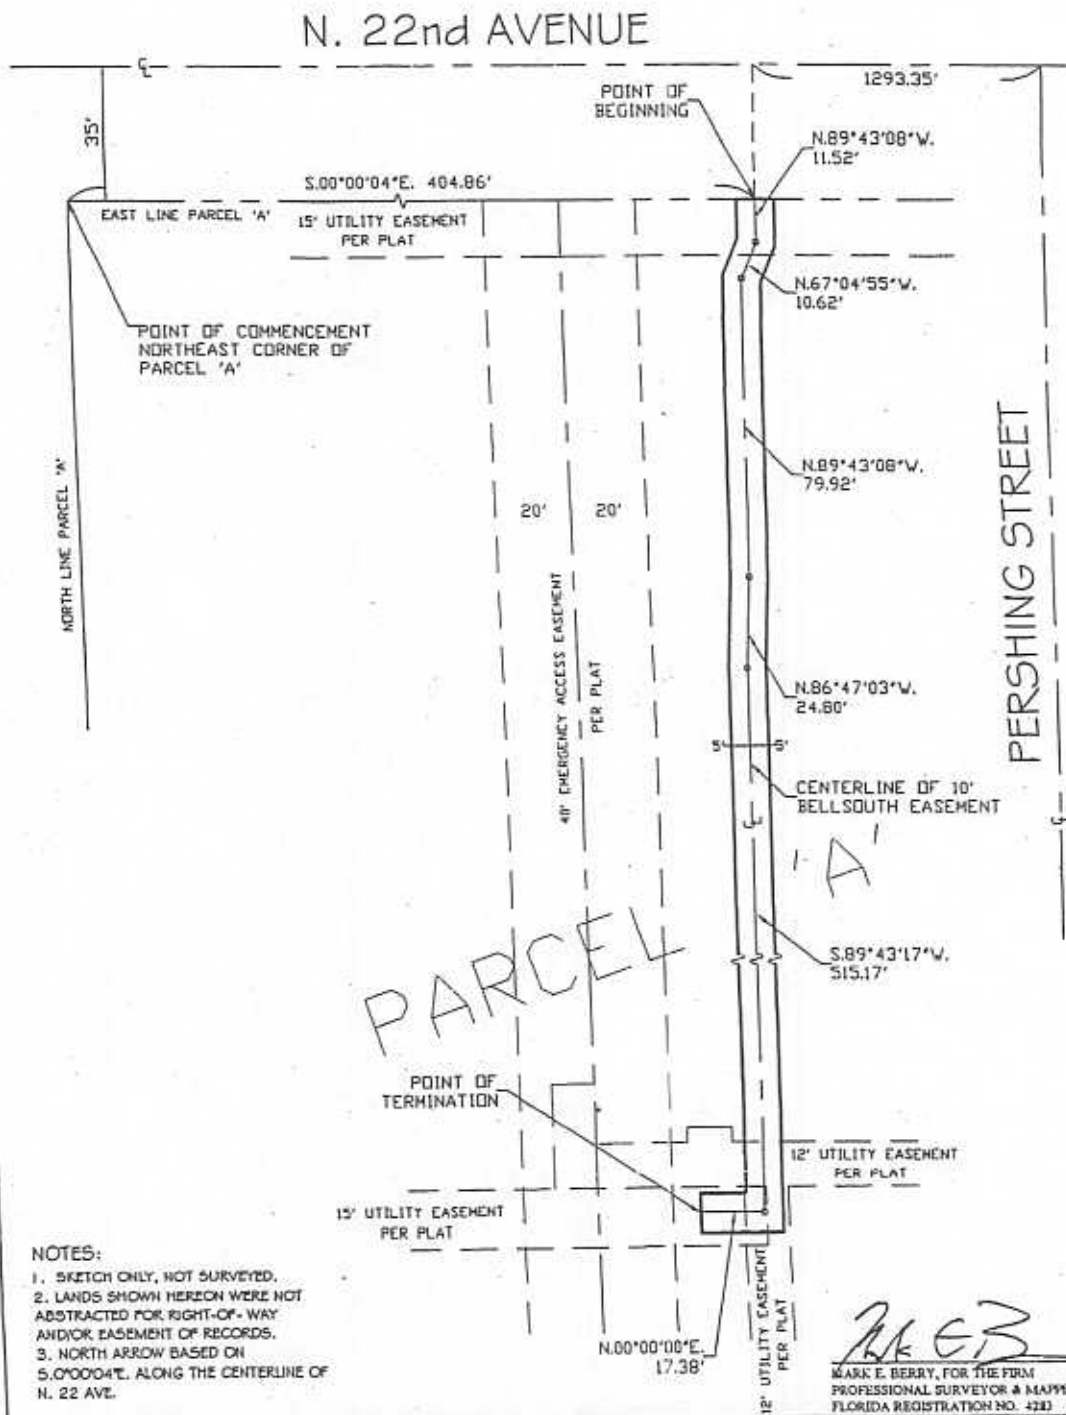 N. 22nd AVENUE
℄
1293.35'
POINT OF
BEGINNING
35'
N.89°43'08"W.
11.52'
S.00°00'04"E. 404.86'
EAST LINE PARCEL 'A'
15' UTILITY EASEMENT
PER PLAT
N.67°04'55"W.
10.62'
POINT OF COMMENCEMENT
NORTHEAST CORNER OF
PARCEL 'A'
NORTH LINE PARCEL 'A'
N.89°43'08"W.
79.92'
20'
20'
PERSHING STREET
40' EMERGENCY ACCESS EASEMENT
PER PLAT
N.86°47'03"W.
24.80'
5'
5'
CENTERLINE OF 10'
BELLSOUTH EASEMENT
℄
℄
PARCEL 'A'
S.89°43'17"W.
515.17'
POINT OF
TERMINATION
12' UTILITY EASEMENT
PER PLAT
15' UTILITY EASEMENT
PER PLAT
12' UTILITY EASEMENT
PER PLAT
N.00°00'00"E.
17.38'
NOTES:
1. SKETCH ONLY, NOT SURVEYED.
2. LANDS SHOWN HEREON WERE NOT
ABSTRACTED FOR RIGHT-OF-WAY
AND/OR EASEMENT OF RECORDS.
3. NORTH ARROW BASED ON
S.0°00'04"E. ALONG THE CENTERLINE OF
N. 22 AVE.
MARK E. BERRY, FOR THE FIRM
PROFESSIONAL SURVEYOR & MAPPE
FLORIDA REGISTRATION NO. 4283